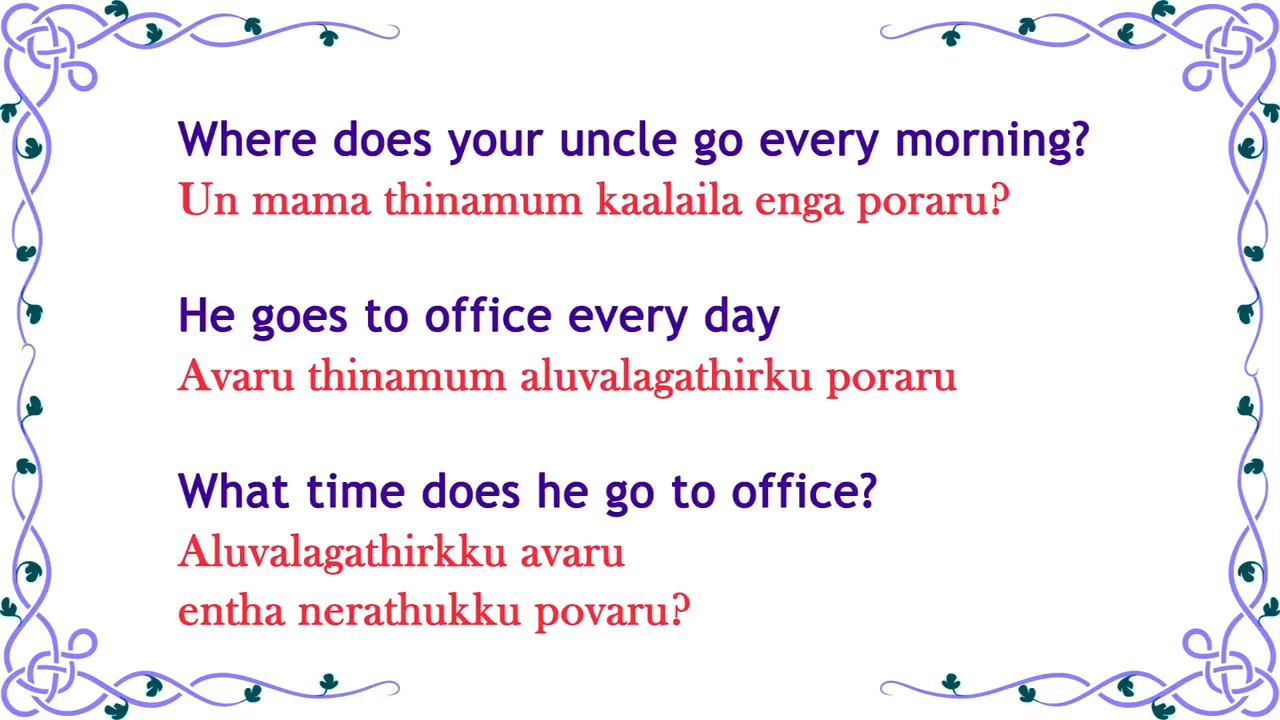 Where does your uncle go every morning?
Un mama thinamum kaalaila enga poraru?
He goes to office every day
Avaru thinamum aluvalagathirku poraru
What time does he go to office?
Aluvalagathirkku avaru
entha nerathukku povaru?